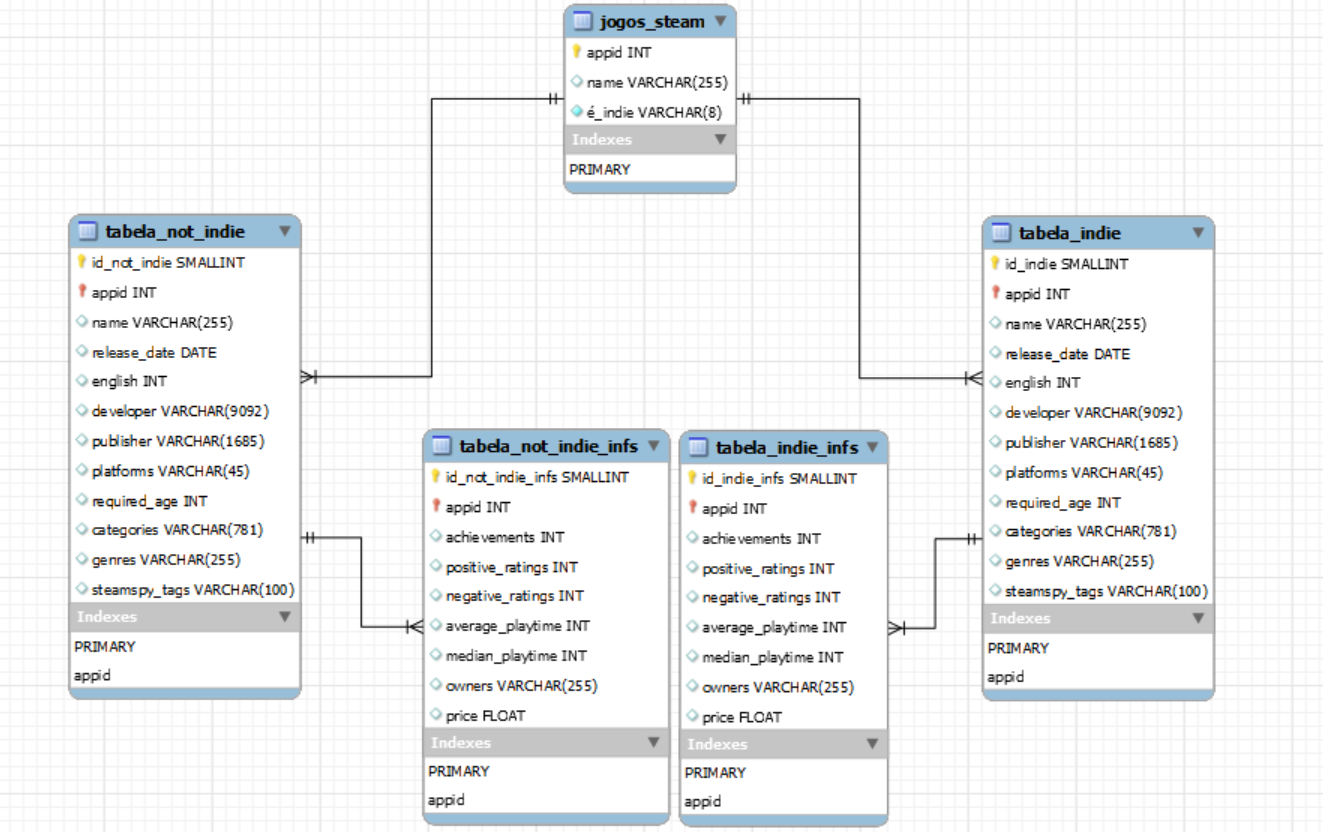 jogos_steam
appid INT
name VARCHAR(255)
é_indie VARCHAR(8)
Indexes
PRIMARY
tabela_not_indie
id_not_indie SMALLINT
appid INT
name VARCHAR(255)
release_date DATE
english INT
developer VARCHAR(9092)
publisher VARCHAR(1685)
platforms VARCHAR(45)
required_age INT
categories VARCHAR(781)
genres VARCHAR(255)
steamspy_tags VARCHAR(100)
Indexes
PRIMARY
appid
tabela_not_indie_infs
id_not_indie_infs SMALLINT
appid INT
achievements INT
positive_ratings INT
negative_ratings INT
average_playtime INT
median_playtime INT
owners VARCHAR(255)
price FLOAT
Indexes
PRIMARY
appid
tabela_indie_infs
id_indie_infs SMALLINT
appid INT
achievements INT
positive_ratings INT
negative_ratings INT
average_playtime INT
median_playtime INT
owners VARCHAR(255)
price FLOAT
Indexes
PRIMARY
appid
tabela_indie
id_indie SMALLINT
appid INT
name VARCHAR(255)
release_date DATE
english INT
developer VARCHAR(9092)
publisher VARCHAR(1685)
platforms VARCHAR(45)
required_age INT
categories VARCHAR(781)
genres VARCHAR(255)
steamspy_tags VARCHAR(100)
Indexes
PRIMARY
appid